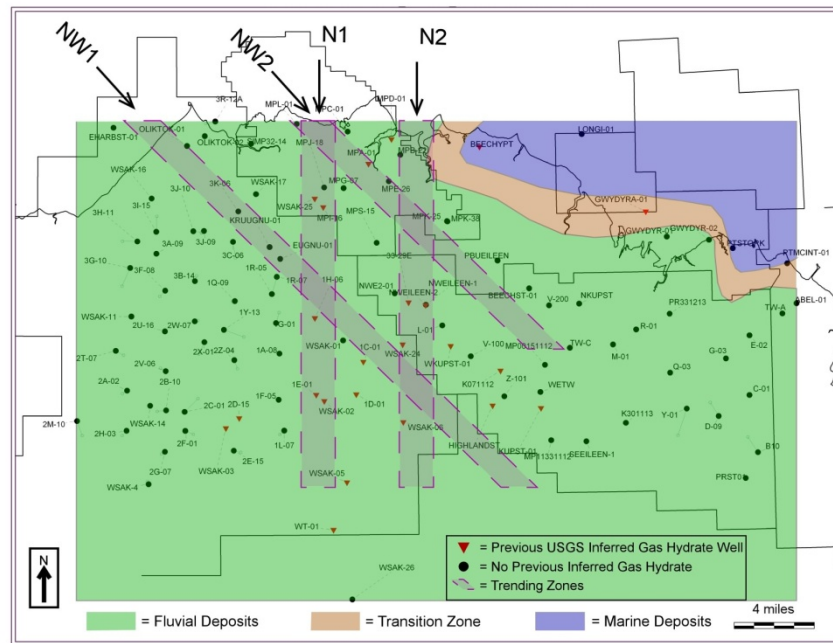 NW1
NW2
N1
N2
3R-12A
MPL-01
MPC-01
IMPD-01
EHARBST-01
OLIKTOK-01
OLIKTOK-02
SIMP32-14
MPJ-18
MPA-01
BEECHYPT
LONGI-01
WSAK-16
3J-10
3K-06
WSAK-17
MPG-07
MPE-26
3I-15
WSAK-25
MPI-16
GWYDYRA-01
3H-11
KRUUGNU-01
MPS-15
MPK-25
MPK-38
3A-09
3J-09
3C-08
EUGNU-01
33-29E
GWYDYR-02
PTSTORK
3G-10
3F-08
3B-14
1R-05
1R-07
1H-06
PBUEILEEN
PTMCINT-01
1Q-09
NWE2-01
NWEILEEN-2
NWEILEEN-1
BEECHST-01
V-200
NKUPST
PR331213
ABEL-01
WSAK-11
2U-16
2W-07
1Y-13
G-01
L-01
R-01
TW-A
2T-07
2X-01
2Z-04
1A-08
WSAK-01
1C-01
WSAK-24
WKUPST-01
V-100
MP00151112
TW-C
M-01
E-02
G-03
2V-06
2A-02
2B-10
1E-01
K071112
Z-101
WETW
Q-03
2M-10
WSAK-14
2C-01
2D-15
1F-05
WSAK-02
1D-01
K301113
Y-01
C-01
D-09
2H-03
2F-01
1L-07
WSAK-06
HIGHLANDST
KUPST-01
MP11331112
BEEILEEN-1
B10
2G-07
WSAK-03
2E-15
WSAK-05
PRST01
WSAK-4
WT-01
WSAK-26
= Previous USGS Inferred Gas Hydrate Well
= No Previous Inferred Gas Hydrate
= Trending Zones
N
= Fluvial Deposits
= Transition Zone
= Marine Deposits
4 miles